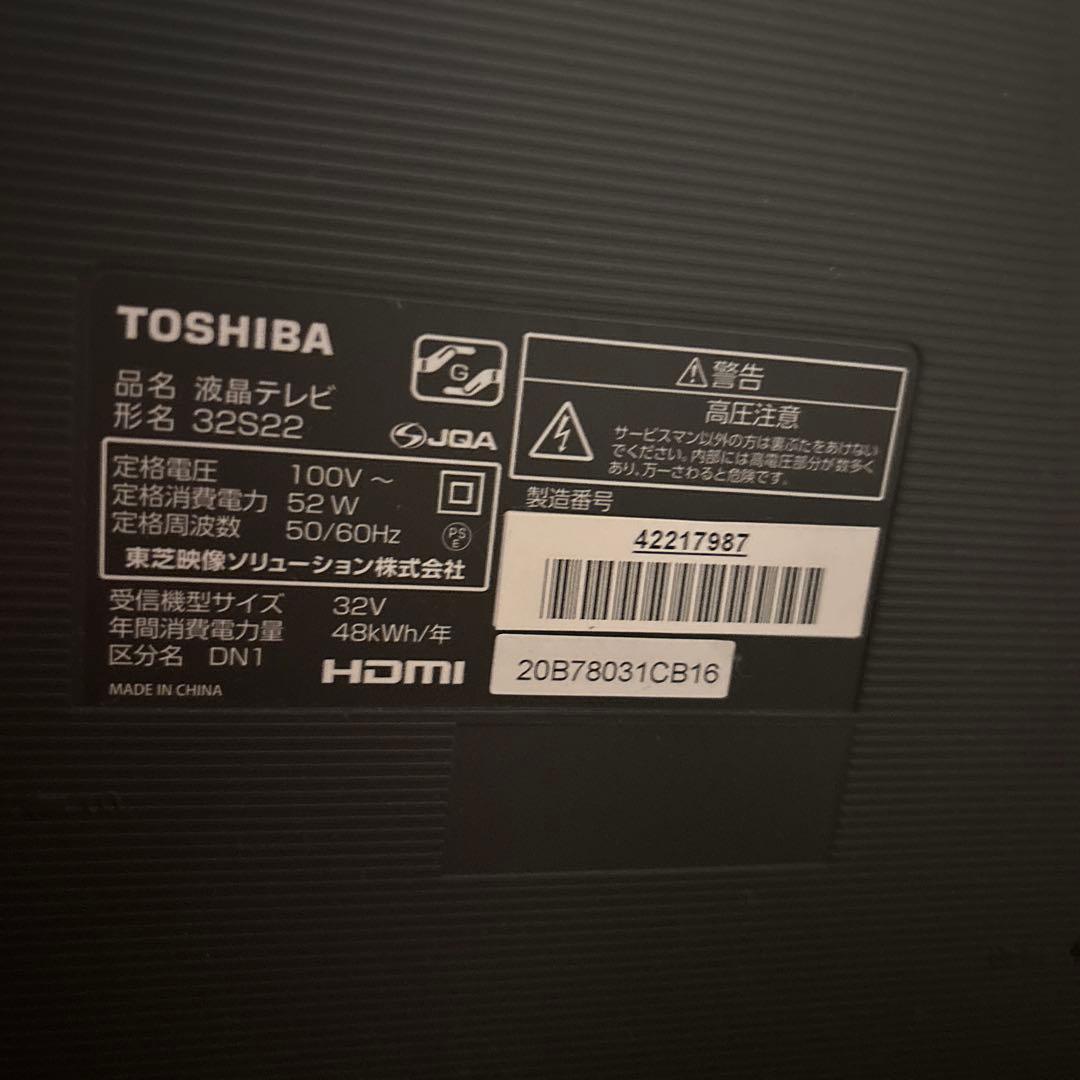 TOSHIBA
品名 液晶テレビ
形名 32S22
G
JQA
定格電圧 100V ~
定格消費電力 52W
定格周波数 50/60Hz
PS
E
東芝映像ソリューション株式会社
受信機型サイズ 32V
年間消費電力量 48kWh/年
区分名 DN1
MADE IN CHINA
HDMI
警告
高圧注意
サービスマン以外の方は裏ぶたをあけない
でください。内部には高電圧部分が数多く
あり、万一さわると危険です。
製造番号
42217987
20B78031CB16